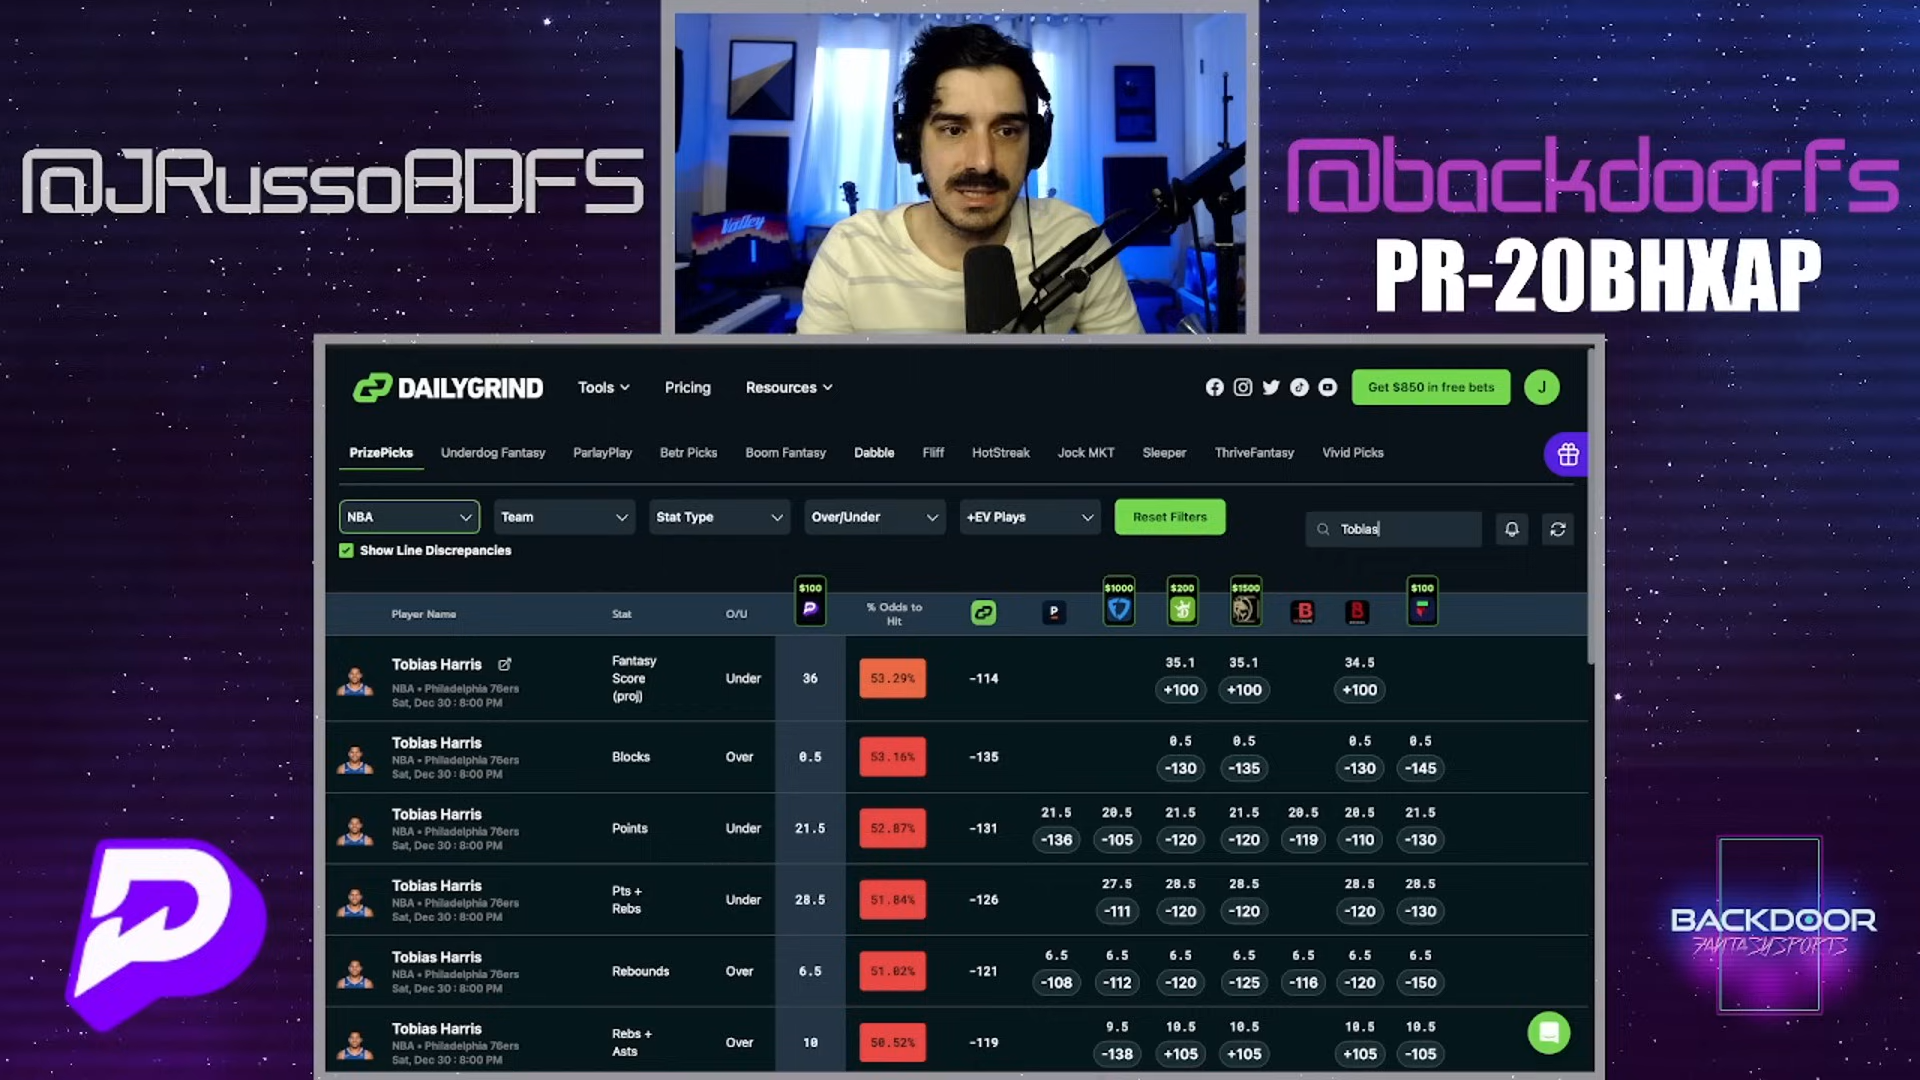 @JRussoBDFS
Valley
@backdoorfs
PR-20BHXAP
DAILYGRIND
Tools
Pricing
Resources
Get $850 in free bets
J
PrizePicks
Underdog Fantasy
ParlayPlay
Betr Picks
Boom Fantasy
Dabble
Fliff
HotStreak
Jock MKT
Sleeper
ThriveFantasy
Vivid Picks
NBA
Team
Stat Type
Over/Under
+EV Plays
Reset Filters
Tobias
Show Line Discrepancies
Player Name
Stat
O/U
$100
% Odds to
Hit
P
$1000
$200
$1500
B
B
$100
Tobias Harris
NBA • Philadelphia 76ers
Sat, Dec 30 : 8:00 PM
Fantasy
Score
(proj)
Under
36
53.29%
-114
35.1
+100
35.1
+100
34.5
+100
Tobias Harris
NBA • Philadelphia 76ers
Sat, Dec 30 : 8:00 PM
Blocks
Over
0.5
53.16%
-135
0.5
-130
0.5
-135
0.5
-130
0.5
-145
Tobias Harris
NBA • Philadelphia 76ers
Sat, Dec 30 : 8:00 PM
Points
Under
21.5
52.87%
-131
21.5
-136
20.5
-105
21.5
-120
21.5
-120
20.5
-119
20.5
-110
21.5
-130
Tobias Harris
NBA • Philadelphia 76ers
Sat, Dec 30 : 8:00 PM
Pts +
Rebs
Under
28.5
51.84%
-126
27.5
-111
28.5
-120
28.5
-120
28.5
-120
28.5
-130
Tobias Harris
NBA • Philadelphia 76ers
Sat, Dec 30 : 8:00 PM
Rebounds
Over
6.5
51.02%
-121
6.5
-108
6.5
-112
6.5
-120
6.5
-125
6.5
-116
6.5
-120
6.5
-150
Tobias Harris
NBA • Philadelphia 76ers
Sat, Dec 30 : 8:00 PM
Rebs +
Asts
Over
10
50.52%
-119
9.5
-138
10.5
+105
10.5
+105
10.5
+105
10.5
-105
BACKDOOR
FANTASYSPORTS